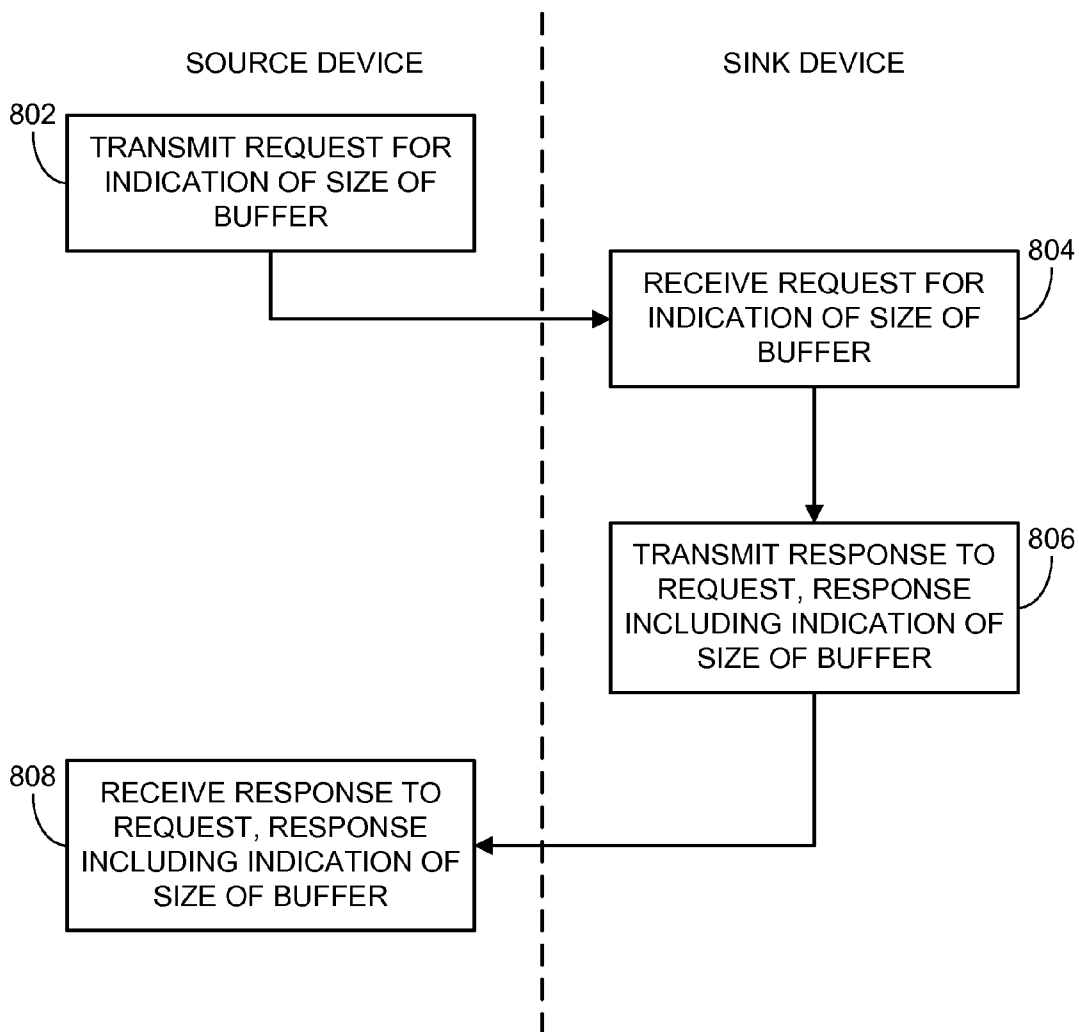 SOURCE DEVICE
SINK DEVICE
802
TRANSMIT REQUEST FOR
INDICATION OF SIZE OF
BUFFER
804
RECEIVE REQUEST FOR
INDICATION OF SIZE OF
BUFFER
806
TRANSMIT RESPONSE TO
REQUEST, RESPONSE
INCLUDING INDICATION OF
SIZE OF BUFFER
808
RECEIVE RESPONSE TO
REQUEST, RESPONSE
INCLUDING INDICATION OF
SIZE OF BUFFER